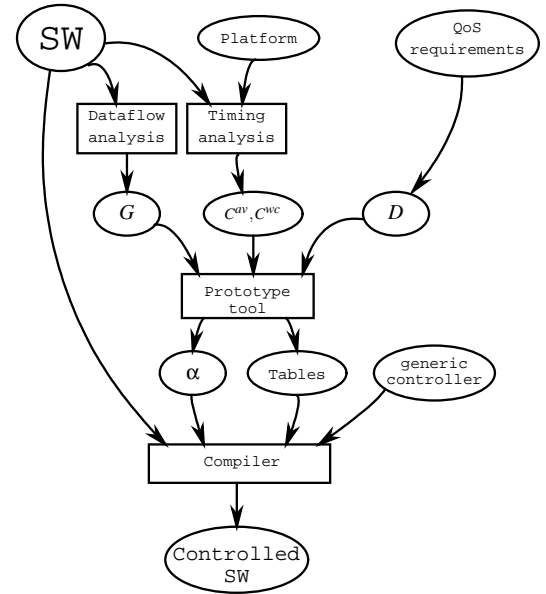 SW
Platform
QoS
requirements
Dataflow
analysis
Timing
analysis
G
C^av, C^wc
D
Prototype
tool
α
Tables
generic
controller
Compiler
Controlled
SW